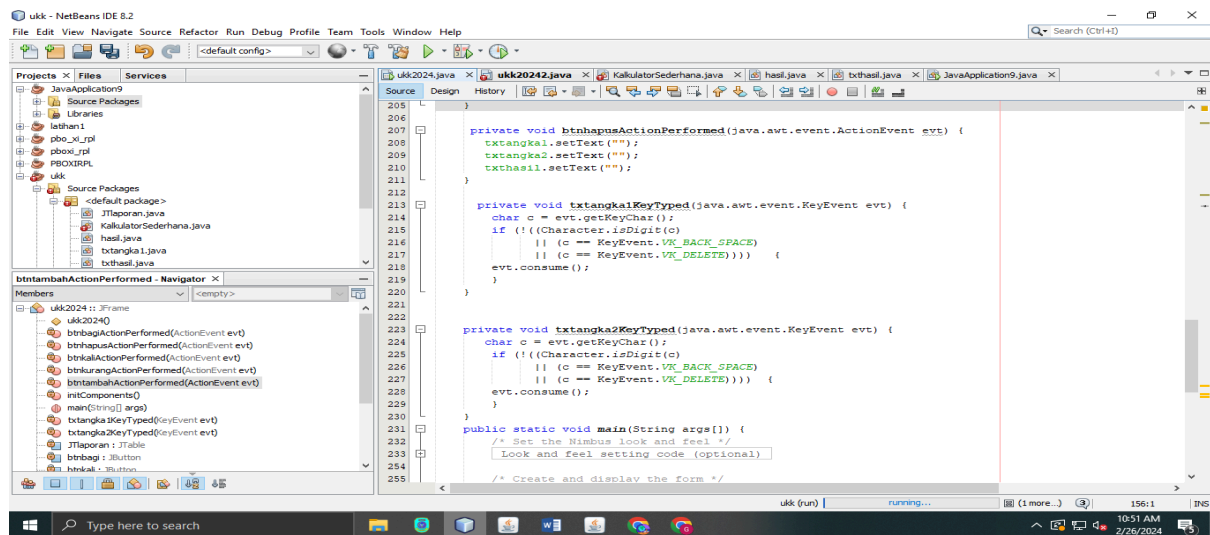 ukk - NetBeans IDE 8.2
File Edit View Navigate Source Refactor Run Debug Profile Team Tools Window Help
Search (Ctrl+I)
<default config>
Projects Files Services
ukk2024.java ukk20242.java KalkulatorSederhana.java hasil.java txthasil.java JavaApplication9.java
Source Design History
JavaApplication9
Source Packages
Libraries
latihan1
pbo_xi_rpl
pboxi_rpl
PBOXIRPL
ukk
Source Packages
<default package>
JTlaporan.java
KalkulatorSederhana.java
hasil.java
txtangka1.java
txthasil.java
btntambahActionPerformed - Navigator
Members <empty>
ukk2024 :: JFrame
ukk2024()
btnbagiActionPerformed(ActionEvent evt)
btnhapusActionPerformed(ActionEvent evt)
btnkaliActionPerformed(ActionEvent evt)
btnkurangActionPerformed(ActionEvent evt)
btntambahActionPerformed(ActionEvent evt)
initComponents()
main(String[] args)
txtangka1KeyTyped(KeyEvent evt)
txtangka2KeyTyped(KeyEvent evt)
JTlaporan : JTable
btnbagi : JButton
btnkali : JButton
205 }
206
207 private void btnhapusActionPerformed(java.awt.event.ActionEvent evt) {
208 txtangka1.setText("");
209 txtangka2.setText("");
210 txthasil.setText("");
211 }
212
213 private void txtangka1KeyTyped(java.awt.event.KeyEvent evt) {
214 char c = evt.getKeyChar();
215 if (!((Character.isDigit(c)
216 || (c == KeyEvent.VK_BACK_SPACE)
217 || (c == KeyEvent.VK_DELETE)))) {
218 evt.consume();
219 }
220 }
221
222
223 private void txtangka2KeyTyped(java.awt.event.KeyEvent evt) {
224 char c = evt.getKeyChar();
225 if (!((Character.isDigit(c)
226 || (c == KeyEvent.VK_BACK_SPACE)
227 || (c == KeyEvent.VK_DELETE)))) {
228 evt.consume();
229 }
230 }
231 public static void main(String args[]) {
232 /* Set the Nimbus look and feel */
233 Look and feel setting code (optional)
254
255 /* Create and display the form */
ukk (run) running... (1 more...) 3 156:1 INS
Type here to search
10:51 AM
2/26/2024
5